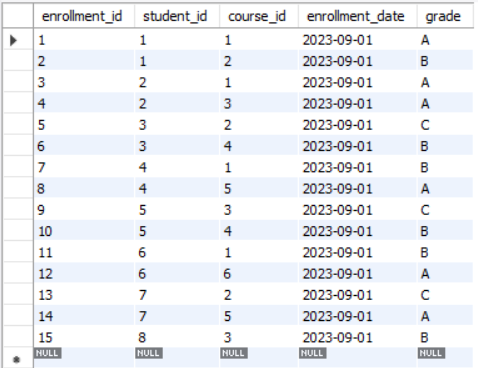 enrollment_id student_id course_id enrollment_date grade
1 1 1 2023-09-01 A
2 1 2 2023-09-01 B
3 2 1 2023-09-01 A
4 2 3 2023-09-01 A
5 3 2 2023-09-01 C
6 3 4 2023-09-01 B
7 4 1 2023-09-01 B
8 4 5 2023-09-01 A
9 5 3 2023-09-01 C
10 5 4 2023-09-01 B
11 6 1 2023-09-01 B
12 6 6 2023-09-01 A
13 7 2 2023-09-01 C
14 7 5 2023-09-01 A
15 8 3 2023-09-01 B
NULL NULL NULL NULL NULL